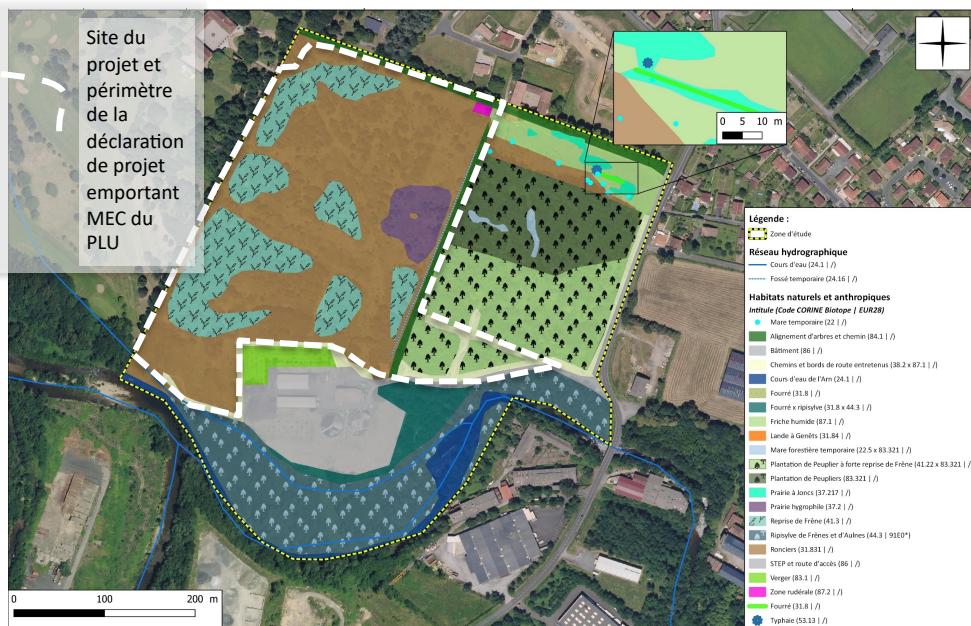 Site du
projet et
périmètre
de la
déclaration
de projet
emportant
MEC du
PLU
0 5 10 m
Légende :
Zone d'étude
Réseau hydrographique
Cours d'eau (24.1 | /)
Fossé temporaire (24.16 | /)
Habitats naturels et anthropiques
Intitule (Code CORINE Biotope | EUR28)
Mare temporaire (22 | /)
Alignement d'arbres et chemin (84.1 | /)
Bâtiment (86 | /)
Chemins et bords de route entretenus (38.2 x 87.1 | /)
Cours d'eau de l'Arn (24.1 | /)
Fourré (31.8 | /)
Fourré x ripisylve (31.8 x 44.3 | /)
Friche humide (87.1 | /)
Lande à Genêts (31.84 | /)
Mare forestière temporaire (22.5 x 83.321 | /)
Plantation de Peuplier à forte reprise de Frêne (41.22 x 83.321 | /
Plantation de Peupliers (83.321 | /)
Prairie à Joncs (37.217 | /)
Prairie hygrophile (37.2 | /)
Reprise de Frêne (41.3 | /)
Ripisylve de Frênes et d'Aulnes (44.3 | 91E0*)
Ronciers (31.831 | /)
STEP et route d'accès (86 | /)
Verger (83.1 | /)
Zone rudérale (87.2 | /)
Fourré (31.8 | /)
Typhaie (53.13 | /)
0 100 200 m